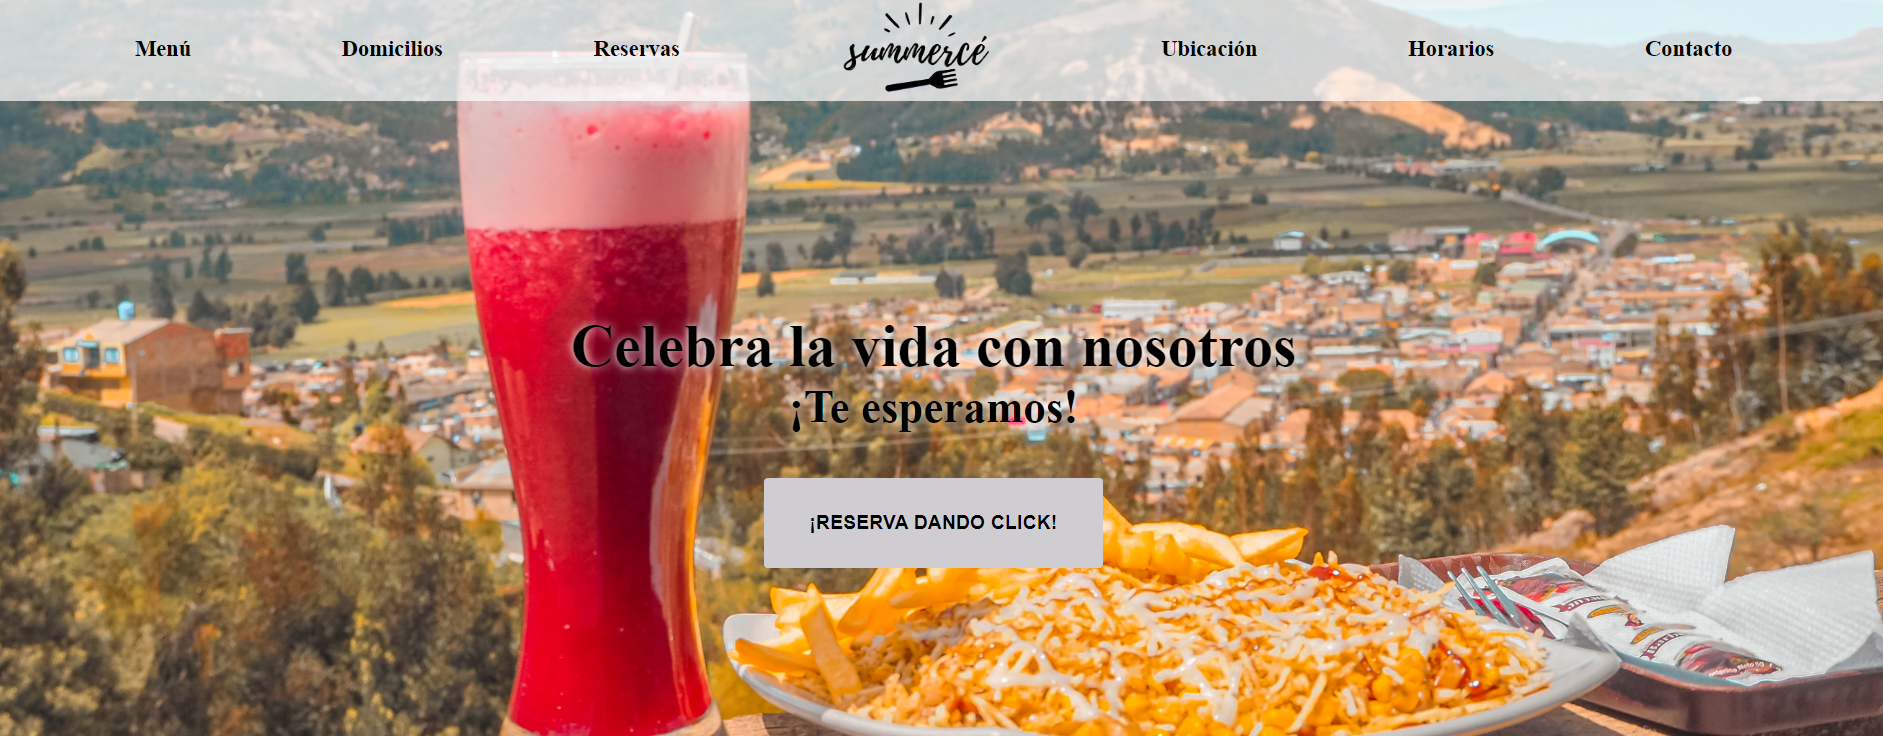 Menú
Domicilios
Reservas
summercé
Ubicación
Horarios
Contacto
Celebra la vida con nosotros
¡Te esperamos!
¡RESERVA DANDO CLICK!